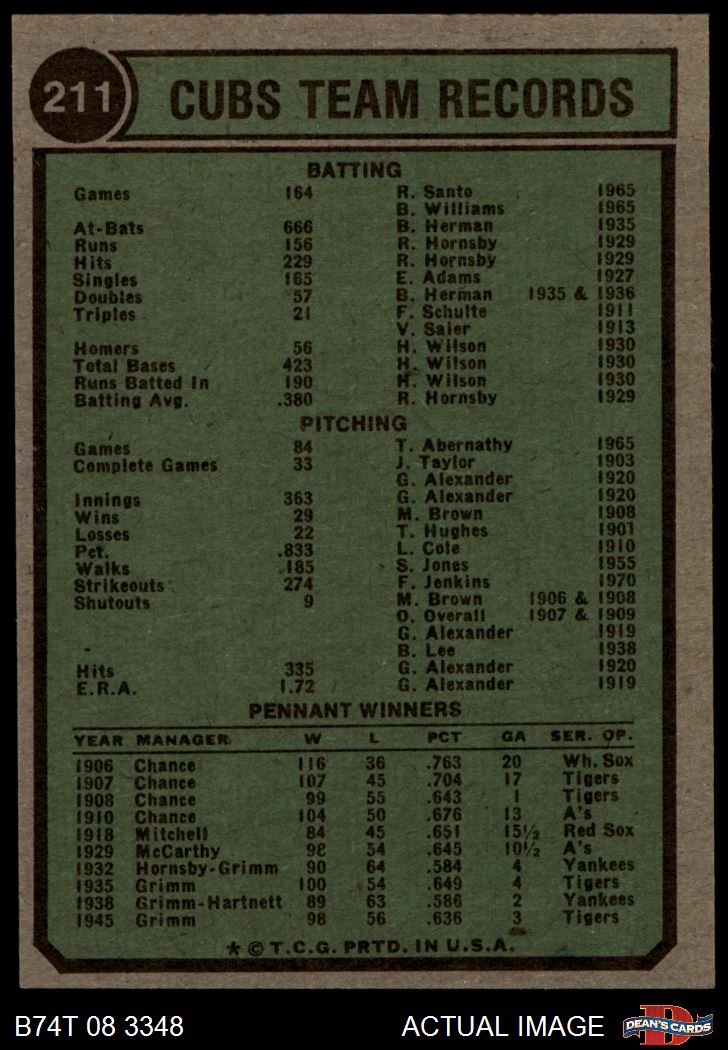 211 CUBS TEAM RECORDS
BATTING
Games 164 R. Santo 1965
B. Williams 1965
At-Bats 666 B. Herman 1935
Runs 156 R. Hornsby 1929
Hits 229 R. Hornsby 1929
Singles 165 E. Adams 1927
Doubles 57 B. Herman 1935 & 1936
Triples 21 F. Schulte 1911
V. Saier 1913
Homers 56 H. Wilson 1930
Total Bases 423 H. Wilson 1930
Runs Batted In 190 H. Wilson 1930
Batting Avg. .380 R. Hornsby 1929
PITCHING
Games 84 T. Abernathy 1965
Complete Games 33 J. Taylor 1903
G. Alexander 1920
Innings 363 G. Alexander 1920
Wins 29 M. Brown 1908
Losses 22 T. Hughes 1901
Pct. .833 L. Cole 1910
Walks 185 S. Jones 1955
Strikeouts 274 F. Jenkins 1970
Shutouts 9 M. Brown 1906 & 1908
O. Overall 1907 & 1909
G. Alexander 1919
B. Lee 1938
Hits 335 G. Alexander 1920
E.R.A. 1.72 G. Alexander 1919
PENNANT WINNERS
YEAR MANAGER W L PCT GA SER. OP.
1906 Chance 116 36 .763 20 Wh. Sox
1907 Chance 107 45 .704 17 Tigers
1908 Chance 99 55 .643 1 Tigers
1910 Chance 104 50 .676 13 A's
1918 Mitchell 84 45 .651 15½ Red Sox
1929 McCarthy 98 54 .645 10½ A's
1932 Hornsby-Grimm 90 64 .584 4 Yankees
1935 Grimm 100 54 .649 4 Tigers
1938 Grimm-Hartnett 89 63 .586 2 Yankees
1945 Grimm 98 56 .636 3 Tigers
* © T.C.G. PRTD. IN U.S.A.
B74T 08 3348 ACTUAL IMAGE D DEAN'S CARDS